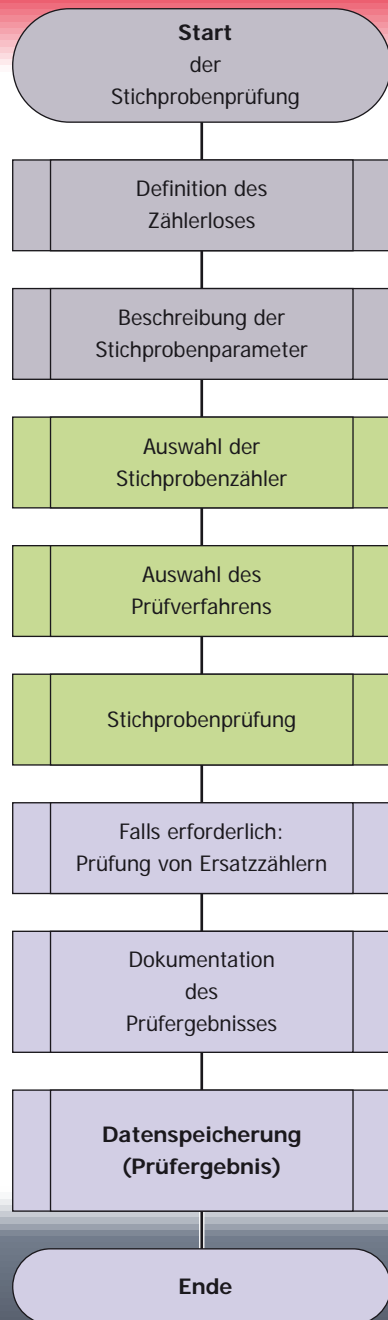 Start
der
Stichprobenprüfung
Definition des
Zählerloses
Beschreibung der
Stichprobenparameter
Auswahl der
Stichprobenzähler
Auswahl des
Prüfverfahrens
Stichprobenprüfung
Falls erforderlich:
Prüfung von Ersatzzählern
Dokumentation
des
Prüfergebnisses
Datenspeicherung
(Prüfergebnis)
Ende